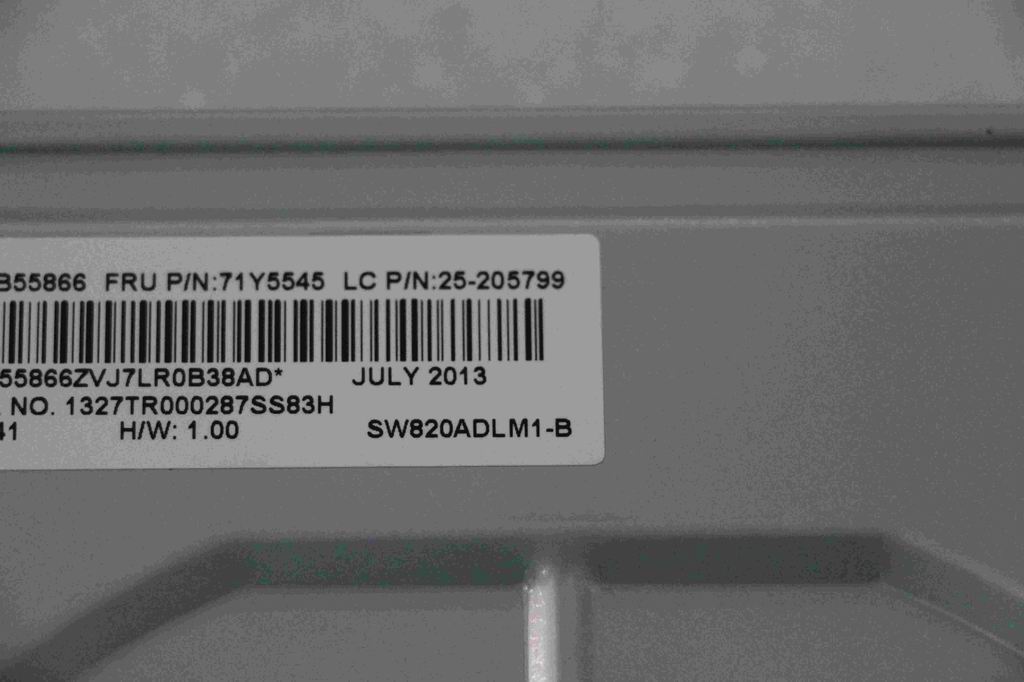 B55866 FRU P/N:71Y5545 LC P/N:25-205799
55866ZVJ7LR0B38AD* JULY 2013
. NO. 1327TR000287SS83H
41 H/W: 1.00 SW820ADLM1-B